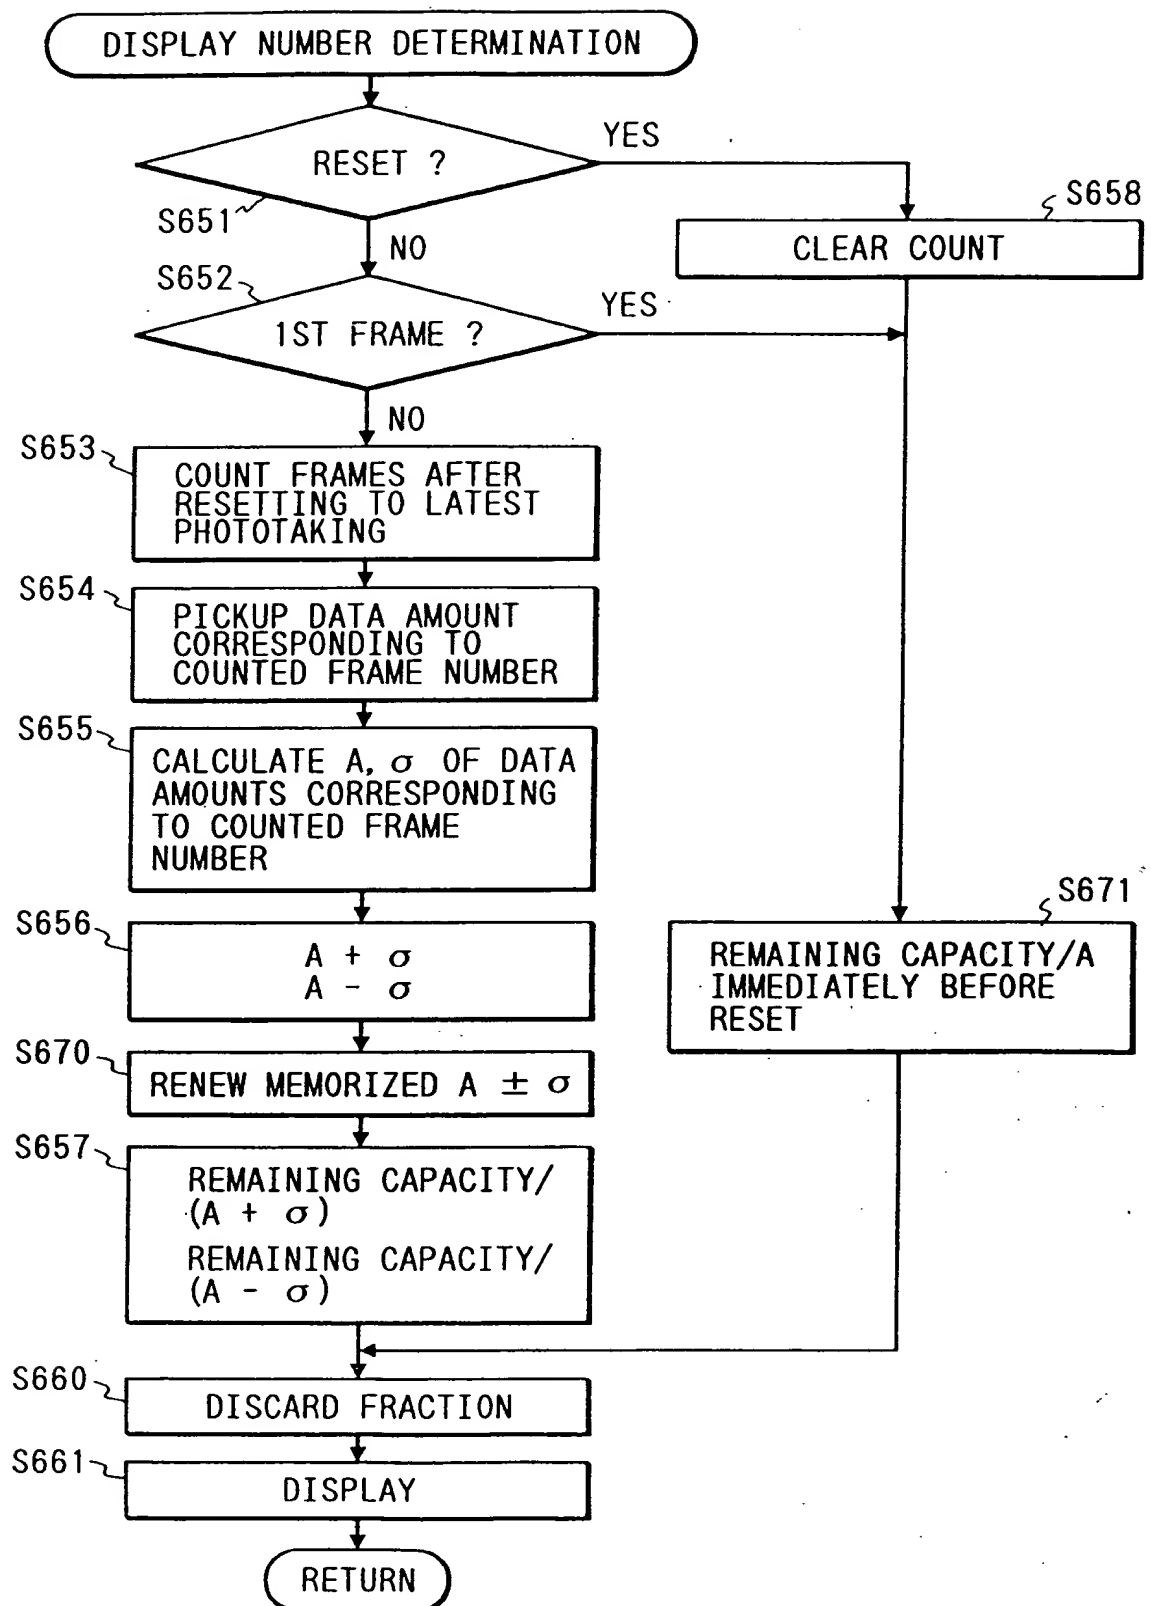 DISPLAY NUMBER DETERMINATION
RESET ?
YES
S651
NO
S658
CLEAR COUNT
S652
1ST FRAME ?
YES
NO
S653
COUNT FRAMES AFTER
RESETTING TO LATEST
PHOTOTAKING
S654
PICKUP DATA AMOUNT
CORRESPONDING TO
COUNTED FRAME NUMBER
S655
CALCULATE A, σ OF DATA
AMOUNTS CORRESPONDING
TO COUNTED FRAME
NUMBER
S656
A + σ
A - σ
S671
REMAINING CAPACITY/A
IMMEDIATELY BEFORE
RESET
S670
RENEW MEMORIZED A ± σ
S657
REMAINING CAPACITY/
(A + σ)
REMAINING CAPACITY/
(A - σ)
S660
DISCARD FRACTION
S661
DISPLAY
RETURN